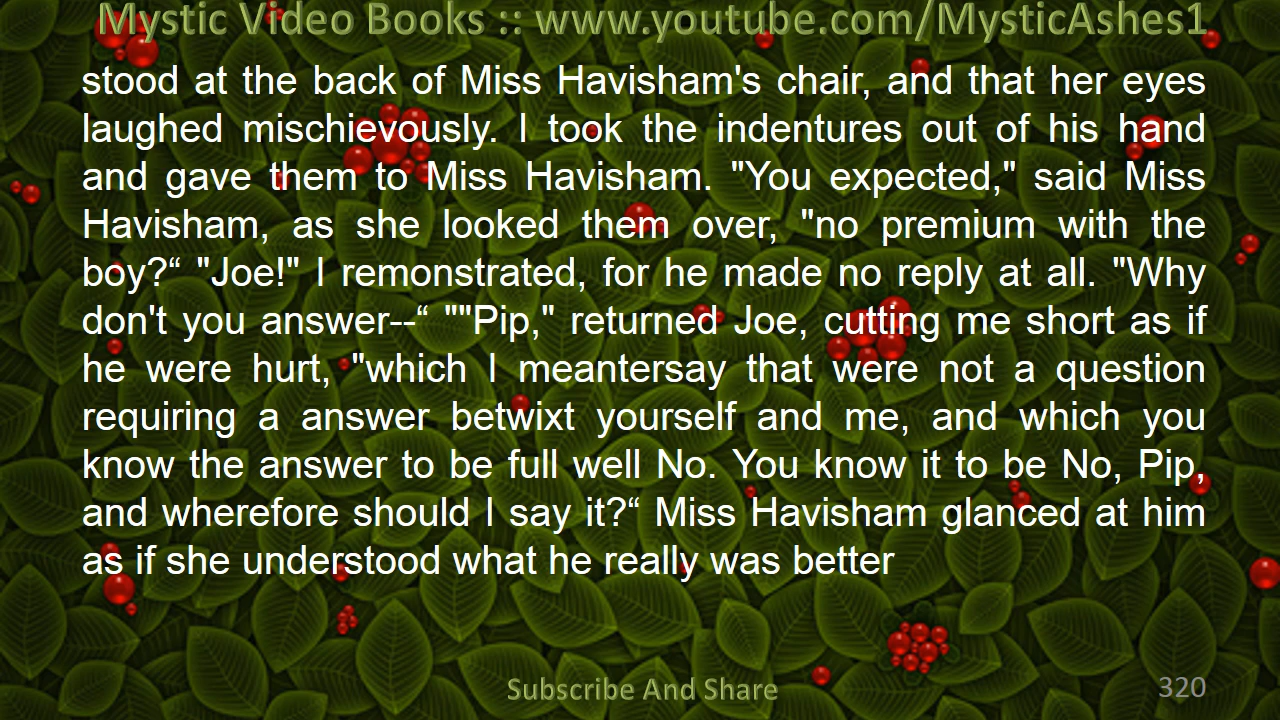 Mystic Video Books :: www.youtube.com/MysticAshes1
stood at the back of Miss Havisham's chair, and that her eyes
laughed mischievously. I took the indentures out of his hand
and gave them to Miss Havisham. "You expected," said Miss
Havisham, as she looked them over, "no premium with the
boy?“ "Joe!" I remonstrated, for he made no reply at all. "Why
don't you answer--“ ""Pip," returned Joe, cutting me short as if
he were hurt, "which I meantersay that were not a question
requiring a answer betwixt yourself and me, and which you
know the answer to be full well No. You know it to be No, Pip,
and wherefore should I say it?“ Miss Havisham glanced at him
as if she understood what he really was better
Subscribe And Share
320